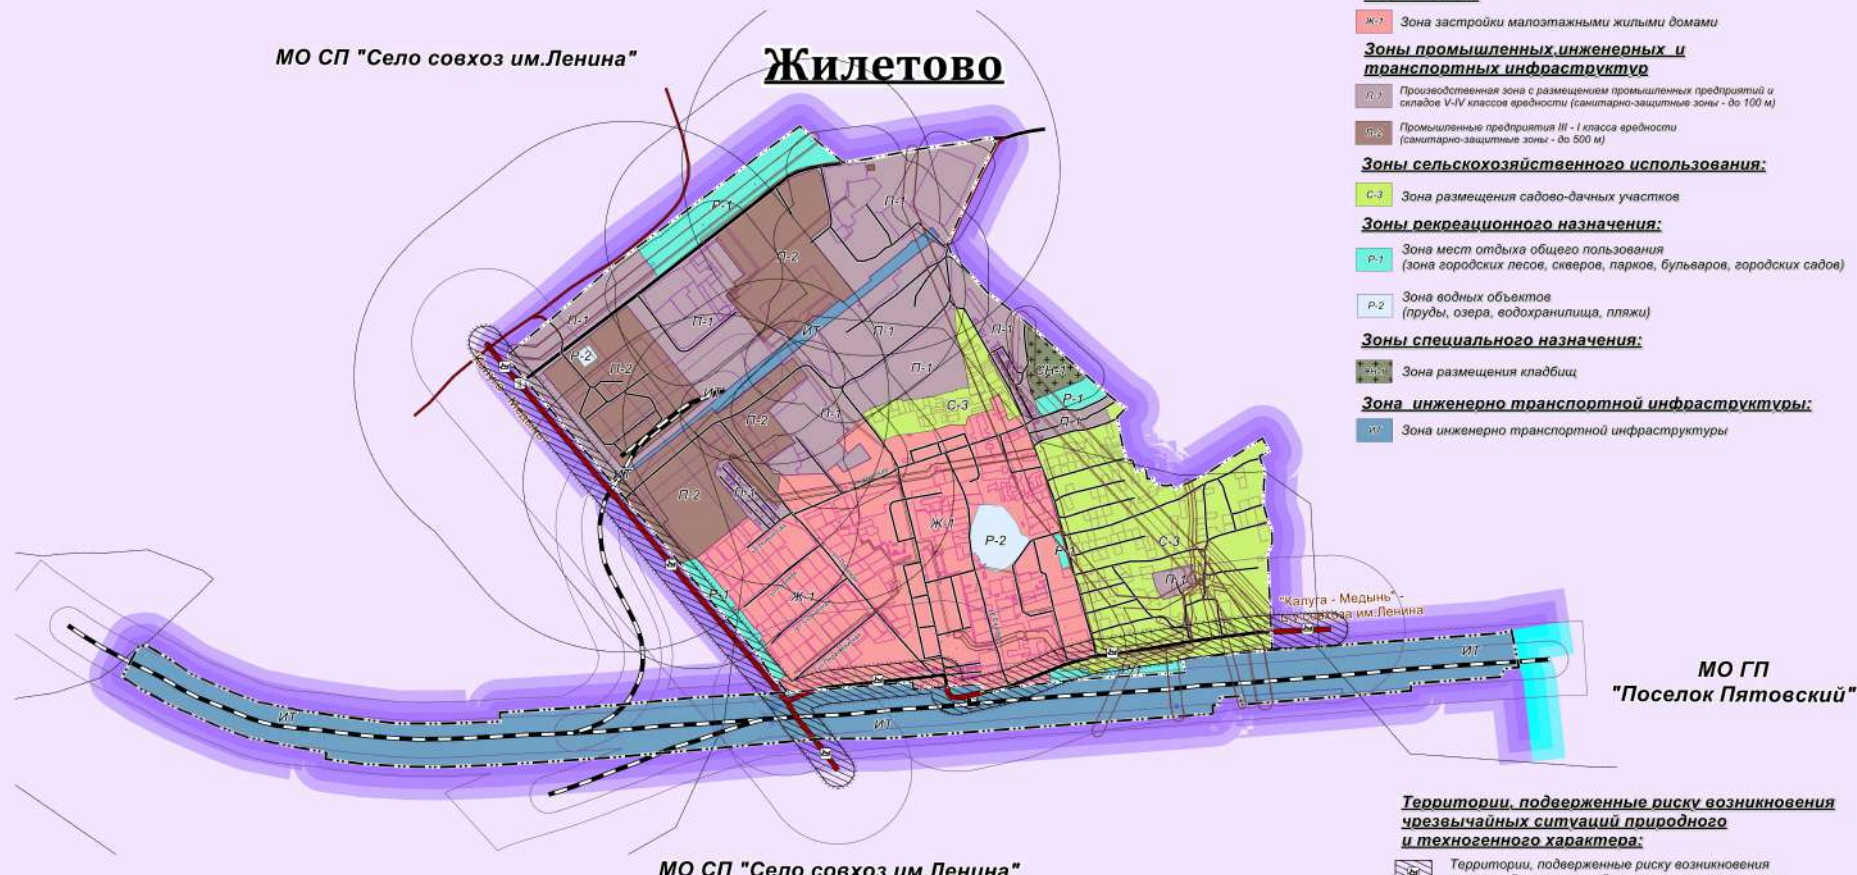 МО СП "Село совхоз им.Ленина"
Жилетово
Ж-1 Зона застройки малоэтажными жилыми домами
Зоны промышленных,инженерных и
транспортных инфраструктур
П-1 Производственная зона с размещением промышленных предприятий и
складов V-IV классов вредности (санитарно-защитные зоны - до 100 м)
П-2 Промышленные предприятия III - I класса вредности
(санитарно-защитные зоны - до 500 м)
Зоны сельскохозяйственного использования:
С-3 Зона размещения садово-дачных участков
Зоны рекреационного назначения:
Р-1 Зона мест отдыха общего пользования
(зона городских лесов, скверов, парков, бульваров, городских садов)
Р-2 Зона водных объектов
(пруды, озера, водохранилища, пляжи)
Зоны специального назначения:
Зона размещения кладбищ
Зона инженерно транспортной инфраструктуры:
ИТ Зона инженерно транспортной инфраструктуры
Р-1
П-1
П-2
П-1
П-1
ИТ
П-1
П-1
Р-2
П-2
П-1
СН-1
ИТ
Р-1
П-2
П-1
С-3
П-1
ИТ
П-2
П-1
Ж-1
Р-2
Р-1
С-3
П-1
Р-1
Ж-1
"Калуга - Медынь" -
совхоза им.Ленина
ИТ
ИТ
ИТ
МО ГП
"Поселок Пятовский"
Территории, подверженные риску возникновения
чрезвычайных ситуаций природного
и техногенного характера:
Территории, подверженные риску возникновения
МО СП "Село совхоз им.Ленина"